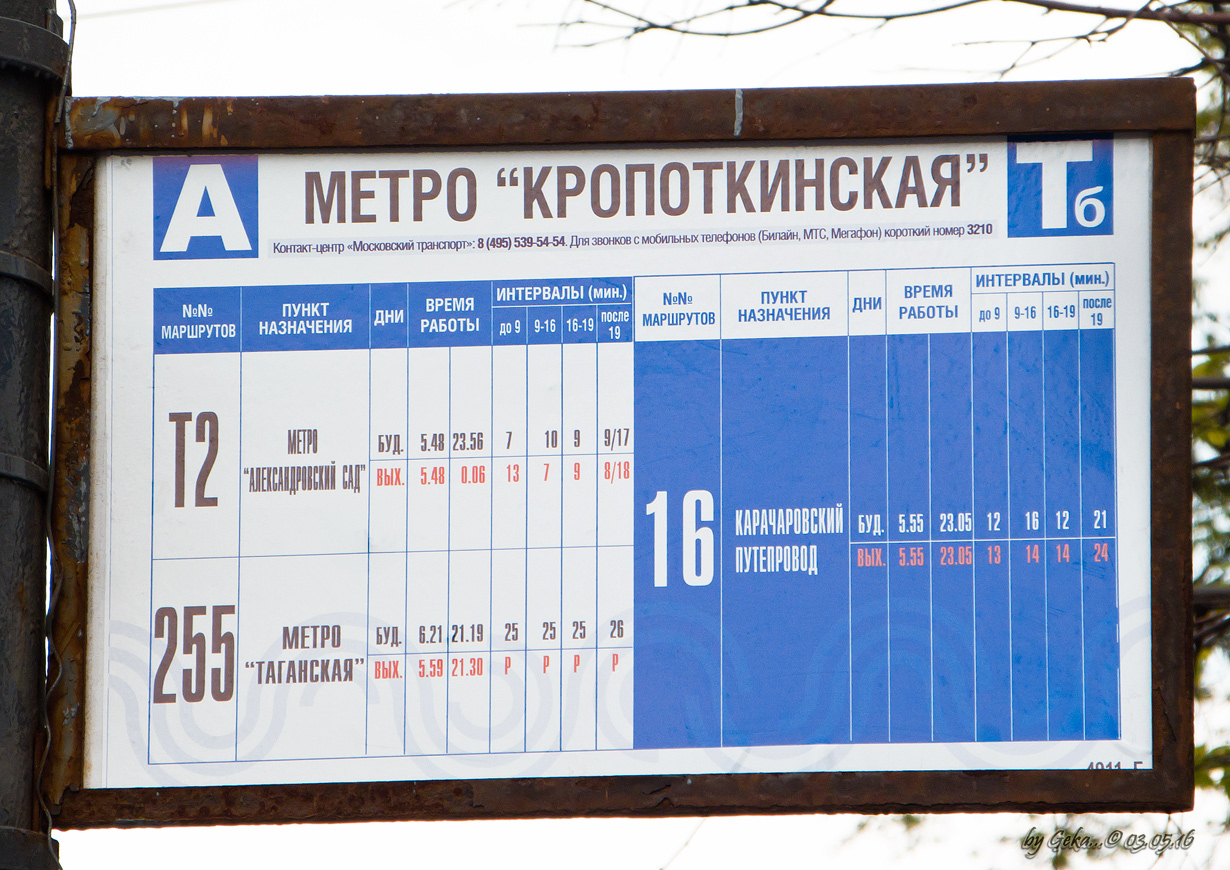 А МЕТРО “КРОПОТКИНСКАЯ” Тб
Контакт-центр «Московский транспорт»: 8 (495) 539-54-54. Для звонков с мобильных телефонов (Билайн, МТС, Мегафон) короткий номер 3210
№№ МАРШРУТОВ ПУНКТ НАЗНАЧЕНИЯ ДНИ ВРЕМЯ РАБОТЫ ИНТЕРВАЛЫ (мин.)
до 9 9-16 16-19 после 19
Т2 МЕТРО “АЛЕКСАНДРОВСКИЙ САД”
БУД. 5.48 23.56 7 10 9 9/17
ВЫХ. 5.48 0.06 13 7 9 8/18
255 МЕТРО “ТАГАНСКАЯ”
БУД. 6.21 21.19 25 25 25 26
ВЫХ. 5.59 21.30 Р Р Р Р
№№ МАРШРУТОВ ПУНКТ НАЗНАЧЕНИЯ ДНИ ВРЕМЯ РАБОТЫ ИНТЕРВАЛЫ (мин.)
до 9 9-16 16-19 после 19
16 КАРАЧАРОВСКИЙ ПУТЕПРОВОД
БУД. 5.55 23.05 12 16 12 21
ВЫХ. 5.55 23.05 13 14 14 24
by Geka...© 03.05.16